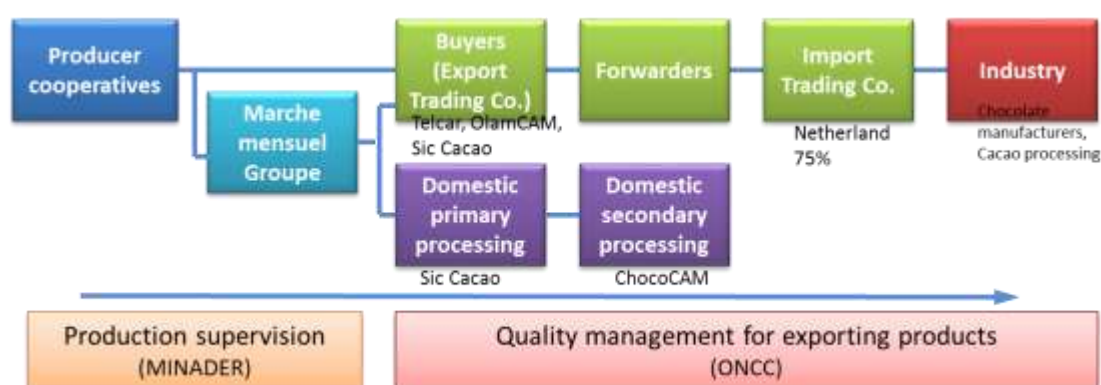 Producer
cooperatives
Marche
mensuel
Groupe
Buyers
(Export
Trading Co.)
Telcar, OlamCAM,
Sic Cacao
Forwarders
Import
Trading Co.
Netherland
75%
Industry
Chocolate
manufacturers,
Cacao processing
Domestic
primary
processing
Sic Cacao
Domestic
secondary
processing
ChocoCAM
Production supervision
(MINADER)
Quality management for exporting products
(ONCC)